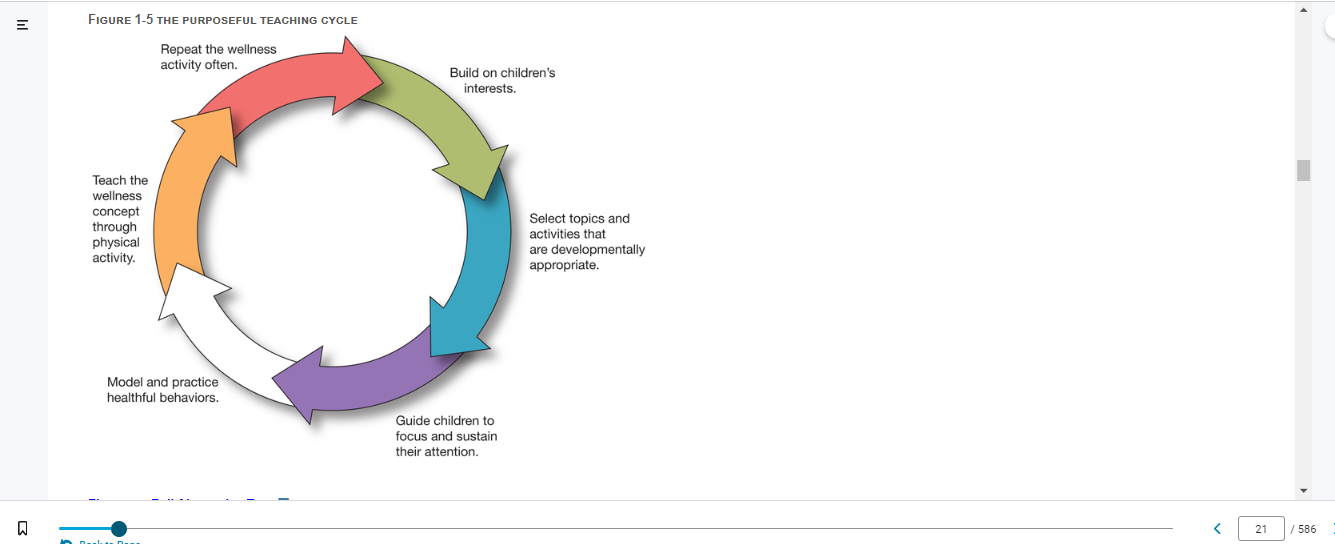 FIGURE 1-5 THE PURPOSEFUL TEACHING CYCLE
Repeat the wellness
activity often.
Build on children's
interests.
Select topics and
activities that
are developmentally
appropriate.
Guide children to
focus and sustain
their attention.
Model and practice
healthful behaviors.
Teach the
wellness
concept
through
physical
activity.
21 / 586